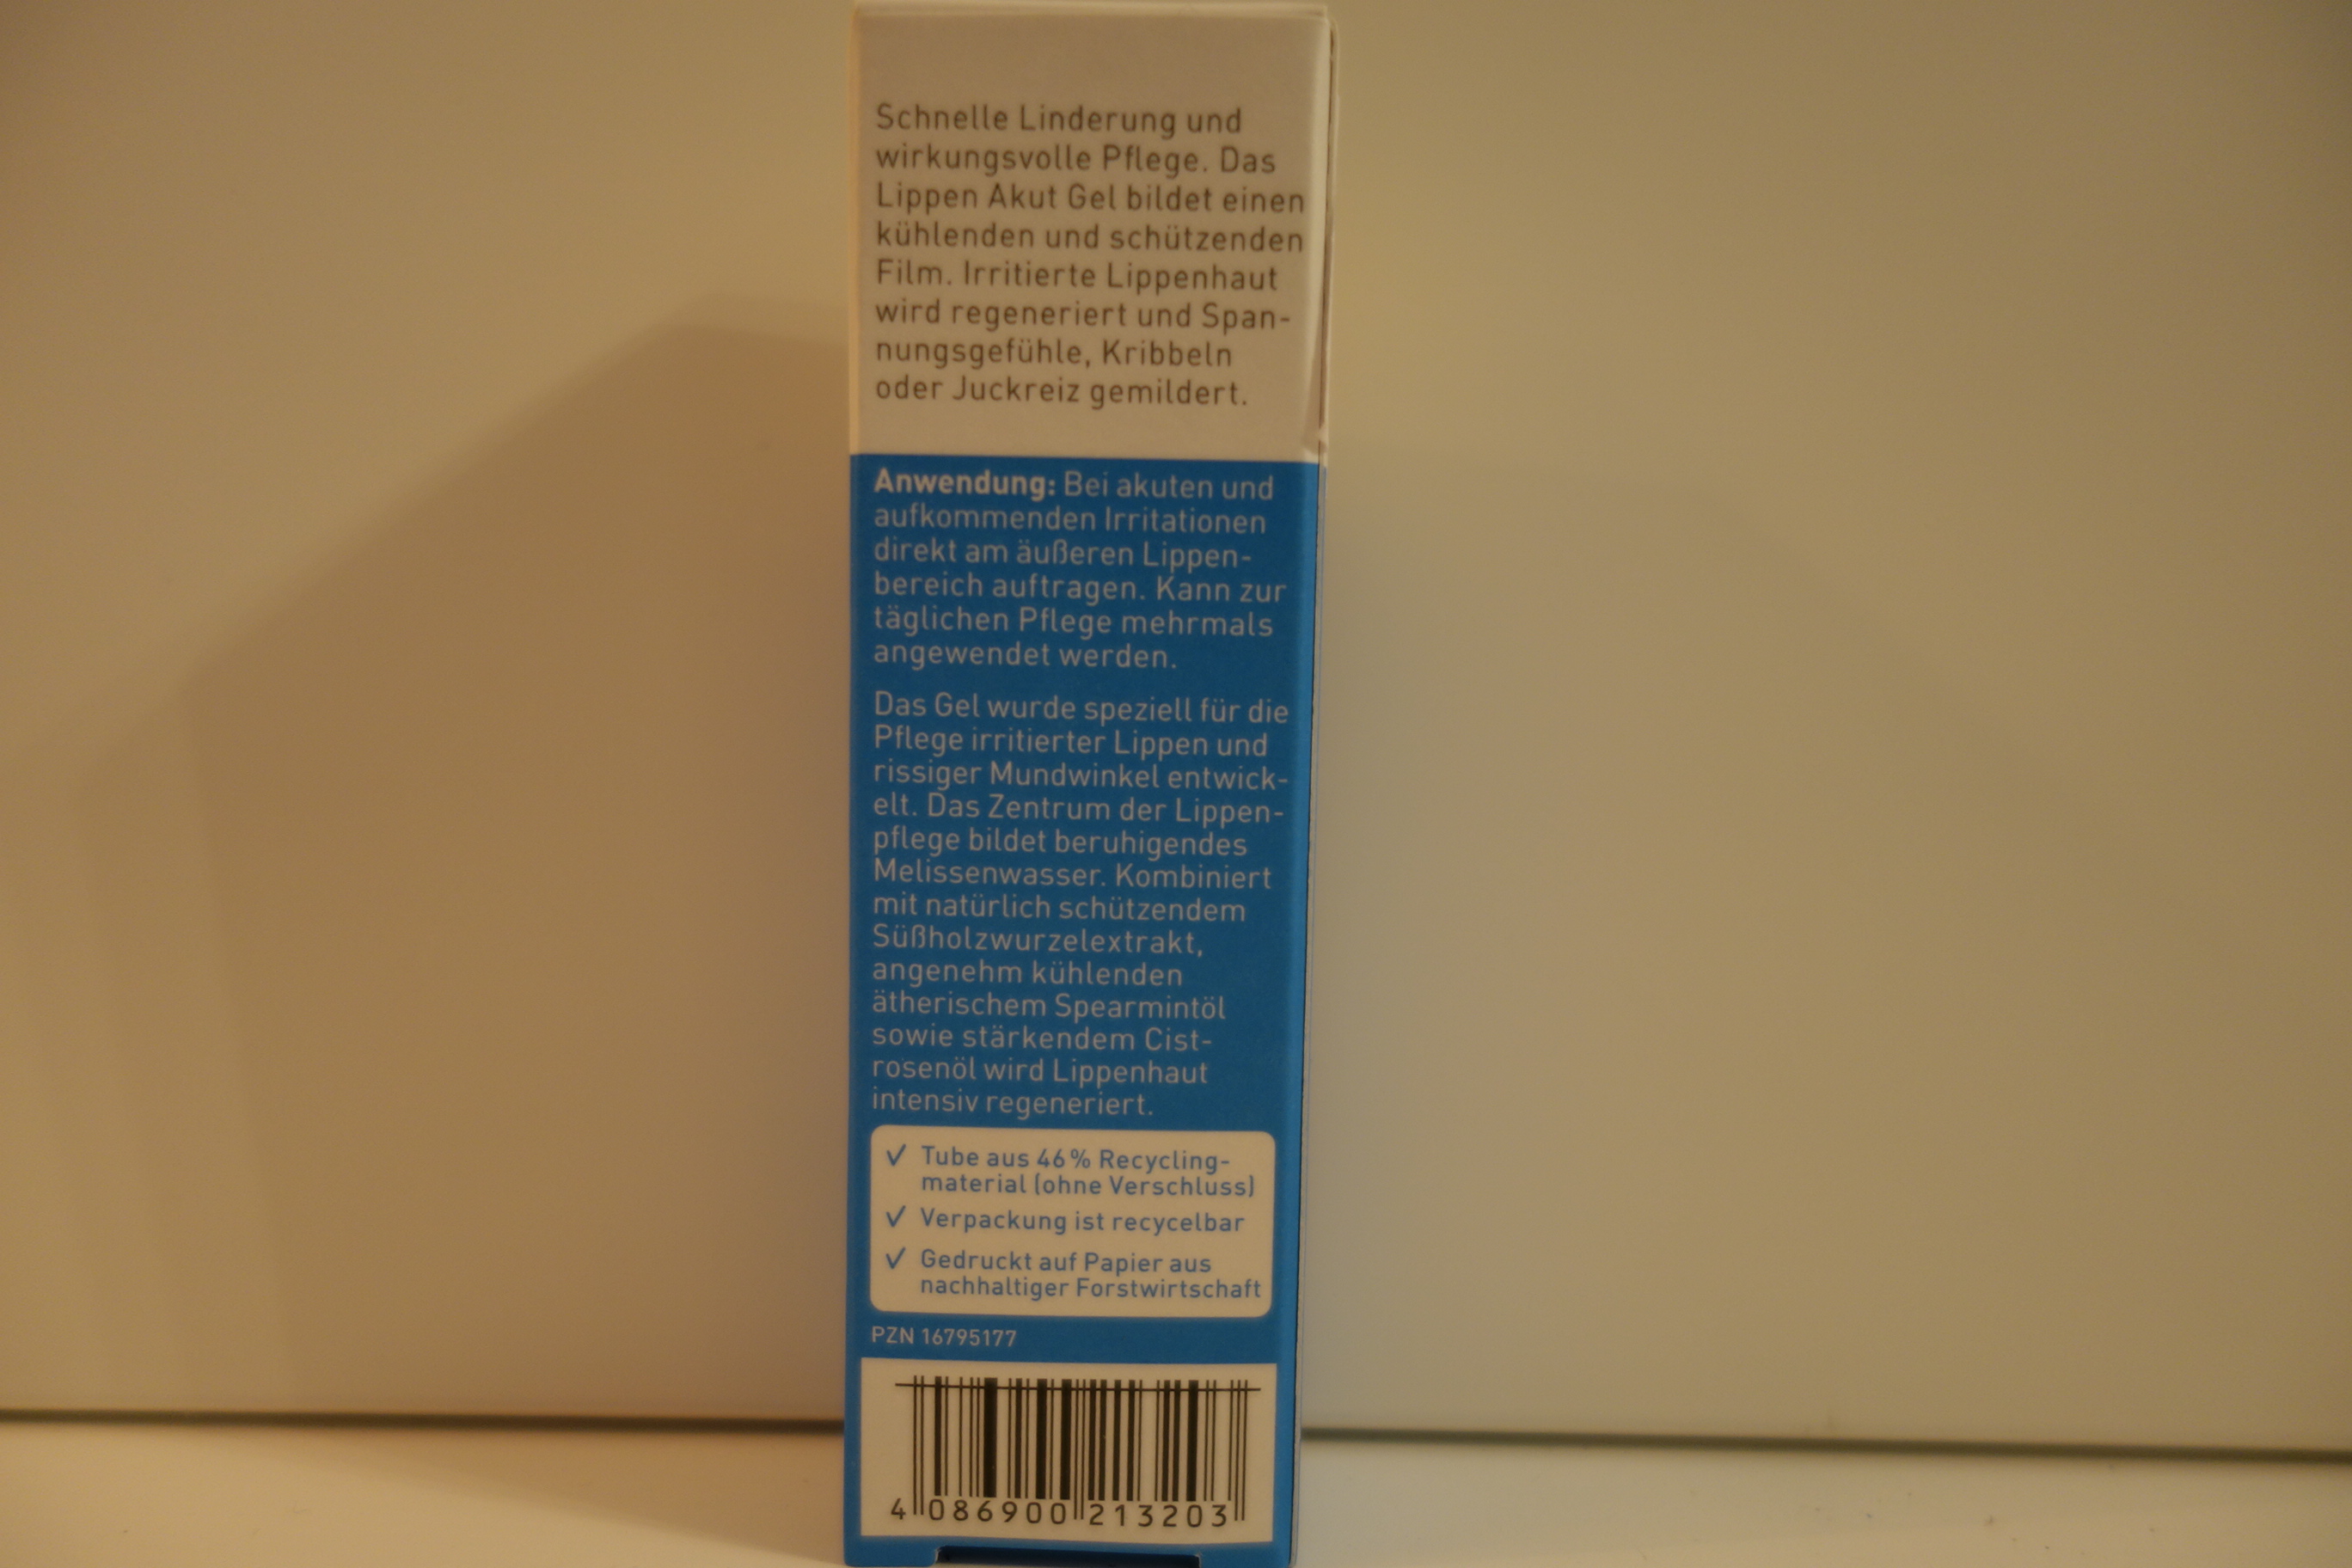 Schnelle Linderung und
wirkungsvolle Pflege. Das
Lippen Akut Gel bildet einen
kühlenden und schützenden
Film. Irritierte Lippenhaut
wird regeneriert und Span-
nungsgefühle, Kribbeln
oder Juckreiz gemildert.
Anwendung: Bei akuten und
aufkommenden Irritationen
direkt am äußeren Lippen-
bereich auftragen. Kann zur
täglichen Pflege mehrmals
angewendet werden.
Das Gel wurde speziell für die
Pflege irritierter Lippen und
rissiger Mundwinkel entwick-
elt. Das Zentrum der Lippen-
pflege bildet beruhigendes
Melissenwasser. Kombiniert
mit natürlich schützendem
Süßholzwurzelextrakt,
angenehm kühlenden
ätherischem Spearmintöl
sowie stärkendem Cist-
rosenöl wird Lippenhaut
intensiv regeneriert.
✓ Tube aus 46% Recycling-
material (ohne Verschluss)
✓ Verpackung ist recycelbar
✓ Gedruckt auf Papier aus
nachhaltiger Forstwirtschaft
PZN 16795177
4 086900 213203